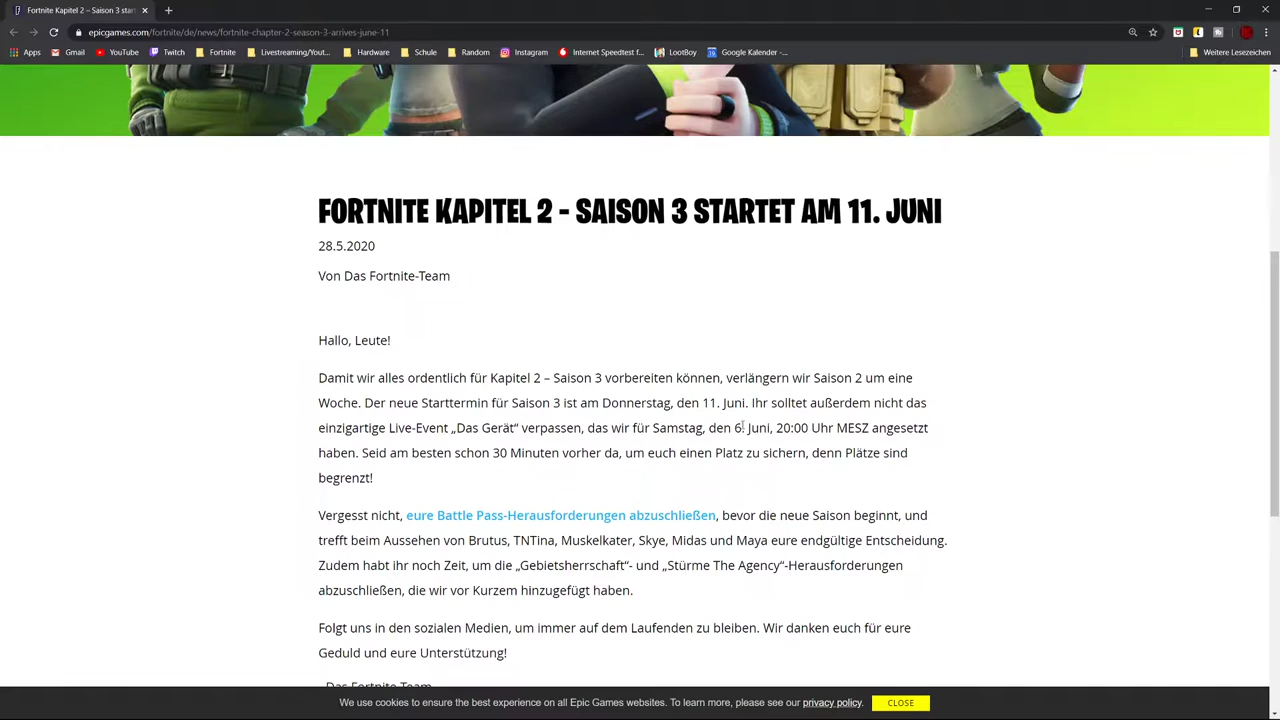 Fortnite Kapitel 2 – Saison 3 start
epicgames.com/fortnite/de/news/fortnite-chapter-2-season-3-arrives-june-11
Apps Gmail YouTube Twitch Fortnite Livestreaming/Yout... Hardware Schule Random Instagram Internet Speedtest f... LootBoy Google Kalender -... Weitere Lesezeichen
FORTNITE KAPITEL 2 - SAISON 3 STARTET AM 11. JUNI
28.5.2020
Von Das Fortnite-Team
Hallo, Leute!
Damit wir alles ordentlich für Kapitel 2 – Saison 3 vorbereiten können, verlängern wir Saison 2 um eine
Woche. Der neue Starttermin für Saison 3 ist am Donnerstag, den 11. Juni. Ihr solltet außerdem nicht das
einzigartige Live-Event „Das Gerät“ verpassen, das wir für Samstag, den 6. Juni, 20:00 Uhr MESZ angesetzt
haben. Seid am besten schon 30 Minuten vorher da, um euch einen Platz zu sichern, denn Plätze sind
begrenzt!
Vergesst nicht, eure Battle Pass-Herausforderungen abzuschließen, bevor die neue Saison beginnt, und
trefft beim Aussehen von Brutus, TNTina, Muskelkater, Skye, Midas und Maya eure endgültige Entscheidung.
Zudem habt ihr noch Zeit, um die „Gebietsherrschaft“- und „Stürme The Agency“-Herausforderungen
abzuschließen, die wir vor Kurzem hinzugefügt haben.
Folgt uns in den sozialen Medien, um immer auf dem Laufenden zu bleiben. Wir danken euch für eure
Geduld und eure Unterstützung!
Das Fortnite-Team
We use cookies to ensure the best experience on all Epic Games websites. To learn more, please see our privacy policy. CLOSE